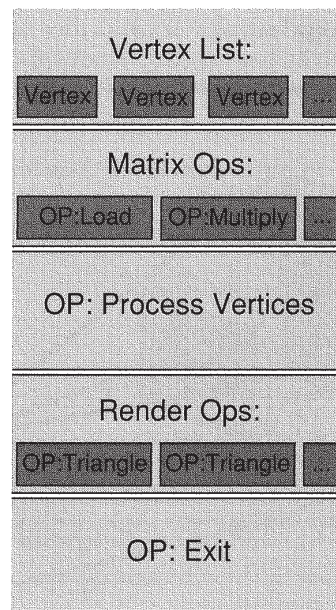 Vertex List:
Vertex Vertex Vertex ...
Matrix Ops:
OP:Load OP:Multiply ...
OP: Process Vertices
Render Ops:
OP:Triangle OP:Triangle ...
OP: Exit